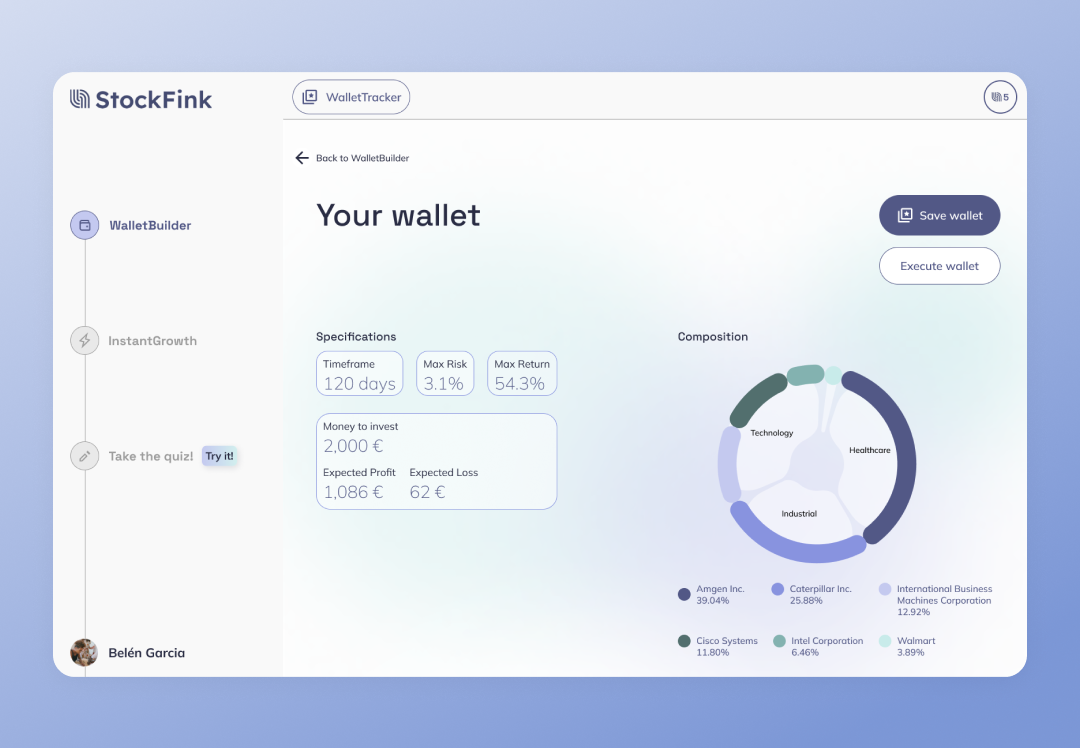 StockFink
WalletTracker
5
Back to WalletBuilder
Your wallet
Save wallet
Execute wallet
WalletBuilder
InstantGrowth
Take the quiz!
Try it!
Belén Garcia
Specifications
Timeframe
120 days
Max Risk
3.1%
Max Return
54.3%
Money to invest
2,000 €
Expected Profit
1,086 €
Expected Loss
62 €
Composition
Technology
Healthcare
Industrial
Amgen Inc.
39.04%
Caterpillar Inc.
25.88%
International Business
Machines Corporation
12.92%
Cisco Systems
11.80%
Intel Corporation
6.46%
Walmart
3.89%